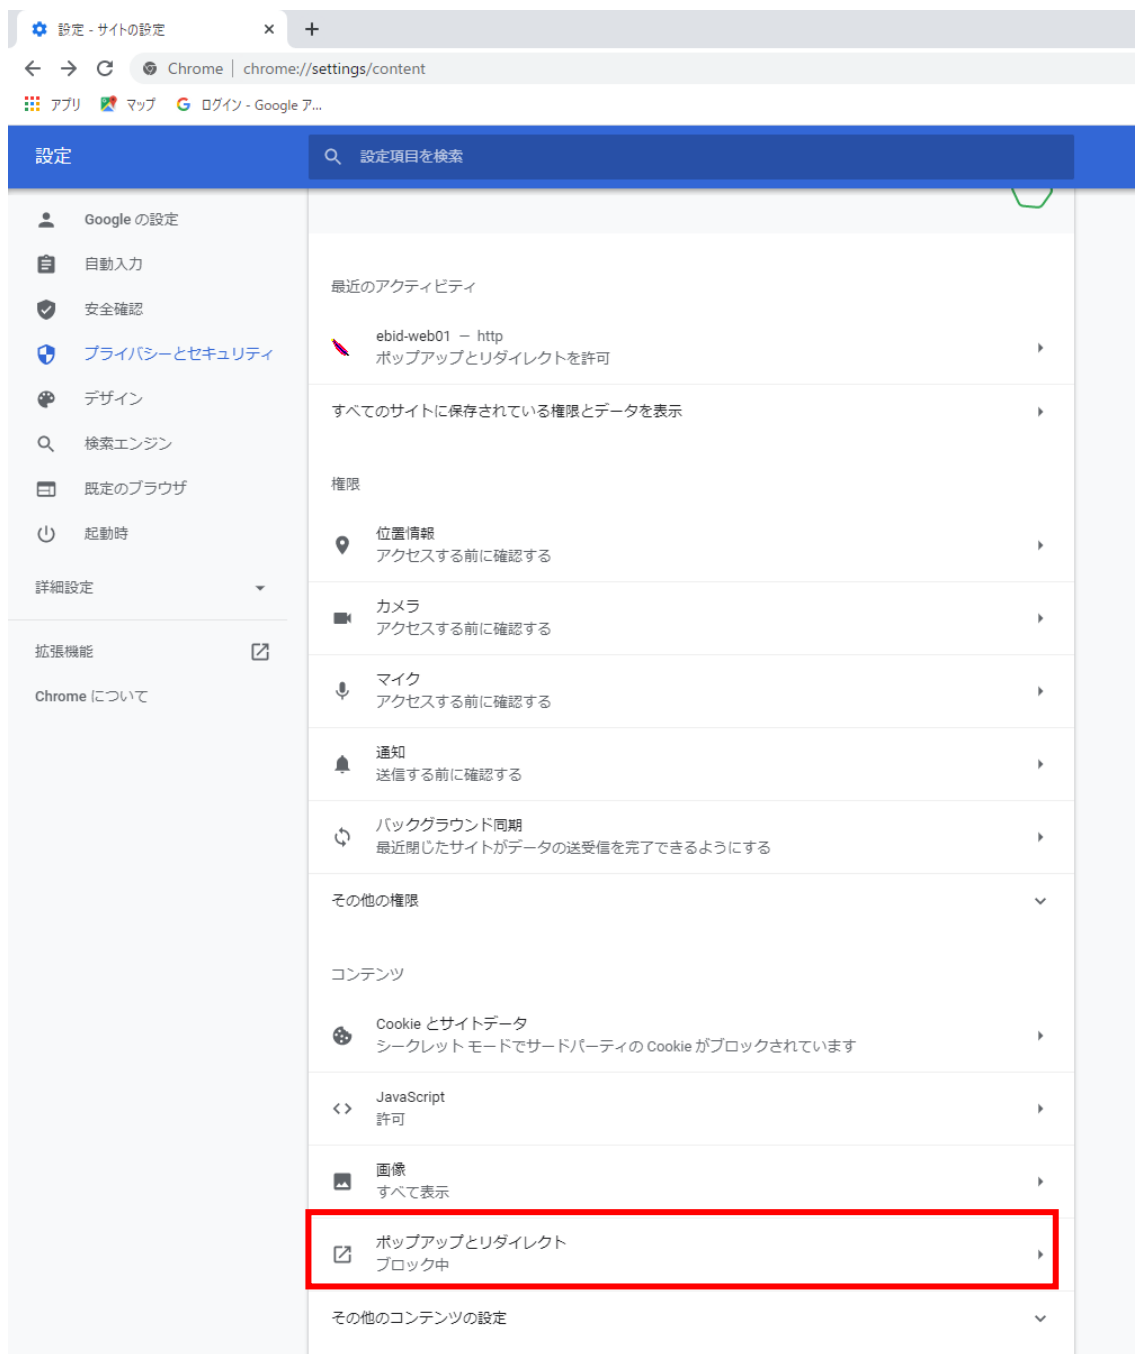 設定 - サイトの設定
Chrome | chrome://settings/content
アプリ マップ ログイン - Google ア...
設定
設定項目を検索
Google の設定
自動入力
安全確認
プライバシーとセキュリティ
デザイン
検索エンジン
既定のブラウザ
起動時
詳細設定
拡張機能
Chrome について
最近のアクティビティ
ebid-web01 — http
ポップアップとリダイレクトを許可
すべてのサイトに保存されている権限とデータを表示
権限
位置情報
アクセスする前に確認する
カメラ
アクセスする前に確認する
マイク
アクセスする前に確認する
通知
送信する前に確認する
バックグラウンド同期
最近閉じたサイトがデータの送受信を完了できるようにする
その他の権限
コンテンツ
Cookie とサイトデータ
シークレット モードでサードパーティの Cookie がブロックされています
JavaScript
許可
画像
すべて表示
ポップアップとリダイレクト
ブロック中
その他のコンテンツの設定